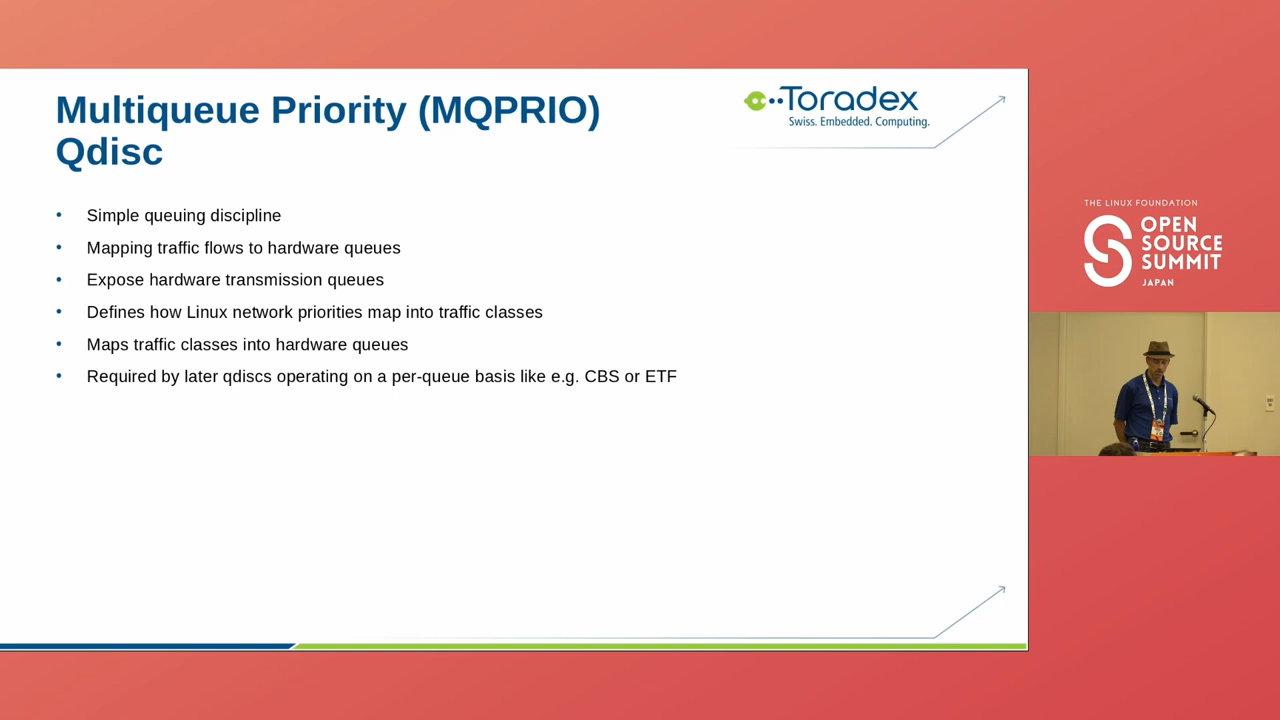 Multiqueue Priority (MQPRIO)
Qdisc
Toradex
Swiss. Embedded. Computing.
• Simple queuing discipline
• Mapping traffic flows to hardware queues
• Expose hardware transmission queues
• Defines how Linux network priorities map into traffic classes
• Maps traffic classes into hardware queues
• Required by later qdiscs operating on a per-queue basis like e.g. CBS or ETF
THE LINUX FOUNDATION
OPEN
SOURCE
SUMMIT
JAPAN